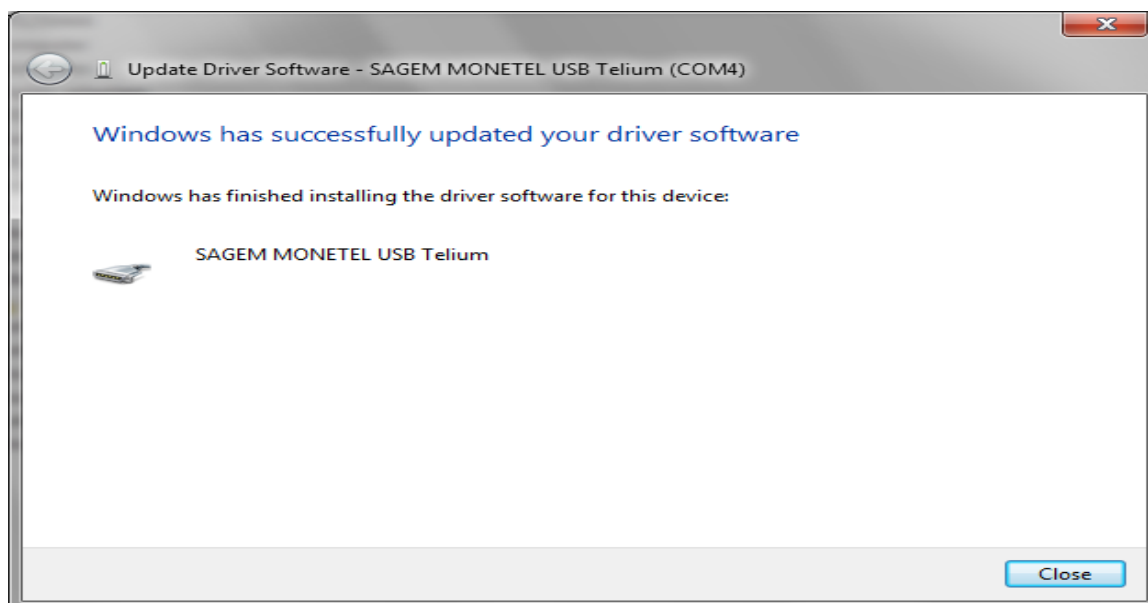 Update Driver Software - SAGEM MONETEL USB Telium (COM4)
Windows has successfully updated your driver software
Windows has finished installing the driver software for this device:
SAGEM MONETEL USB Telium
Close